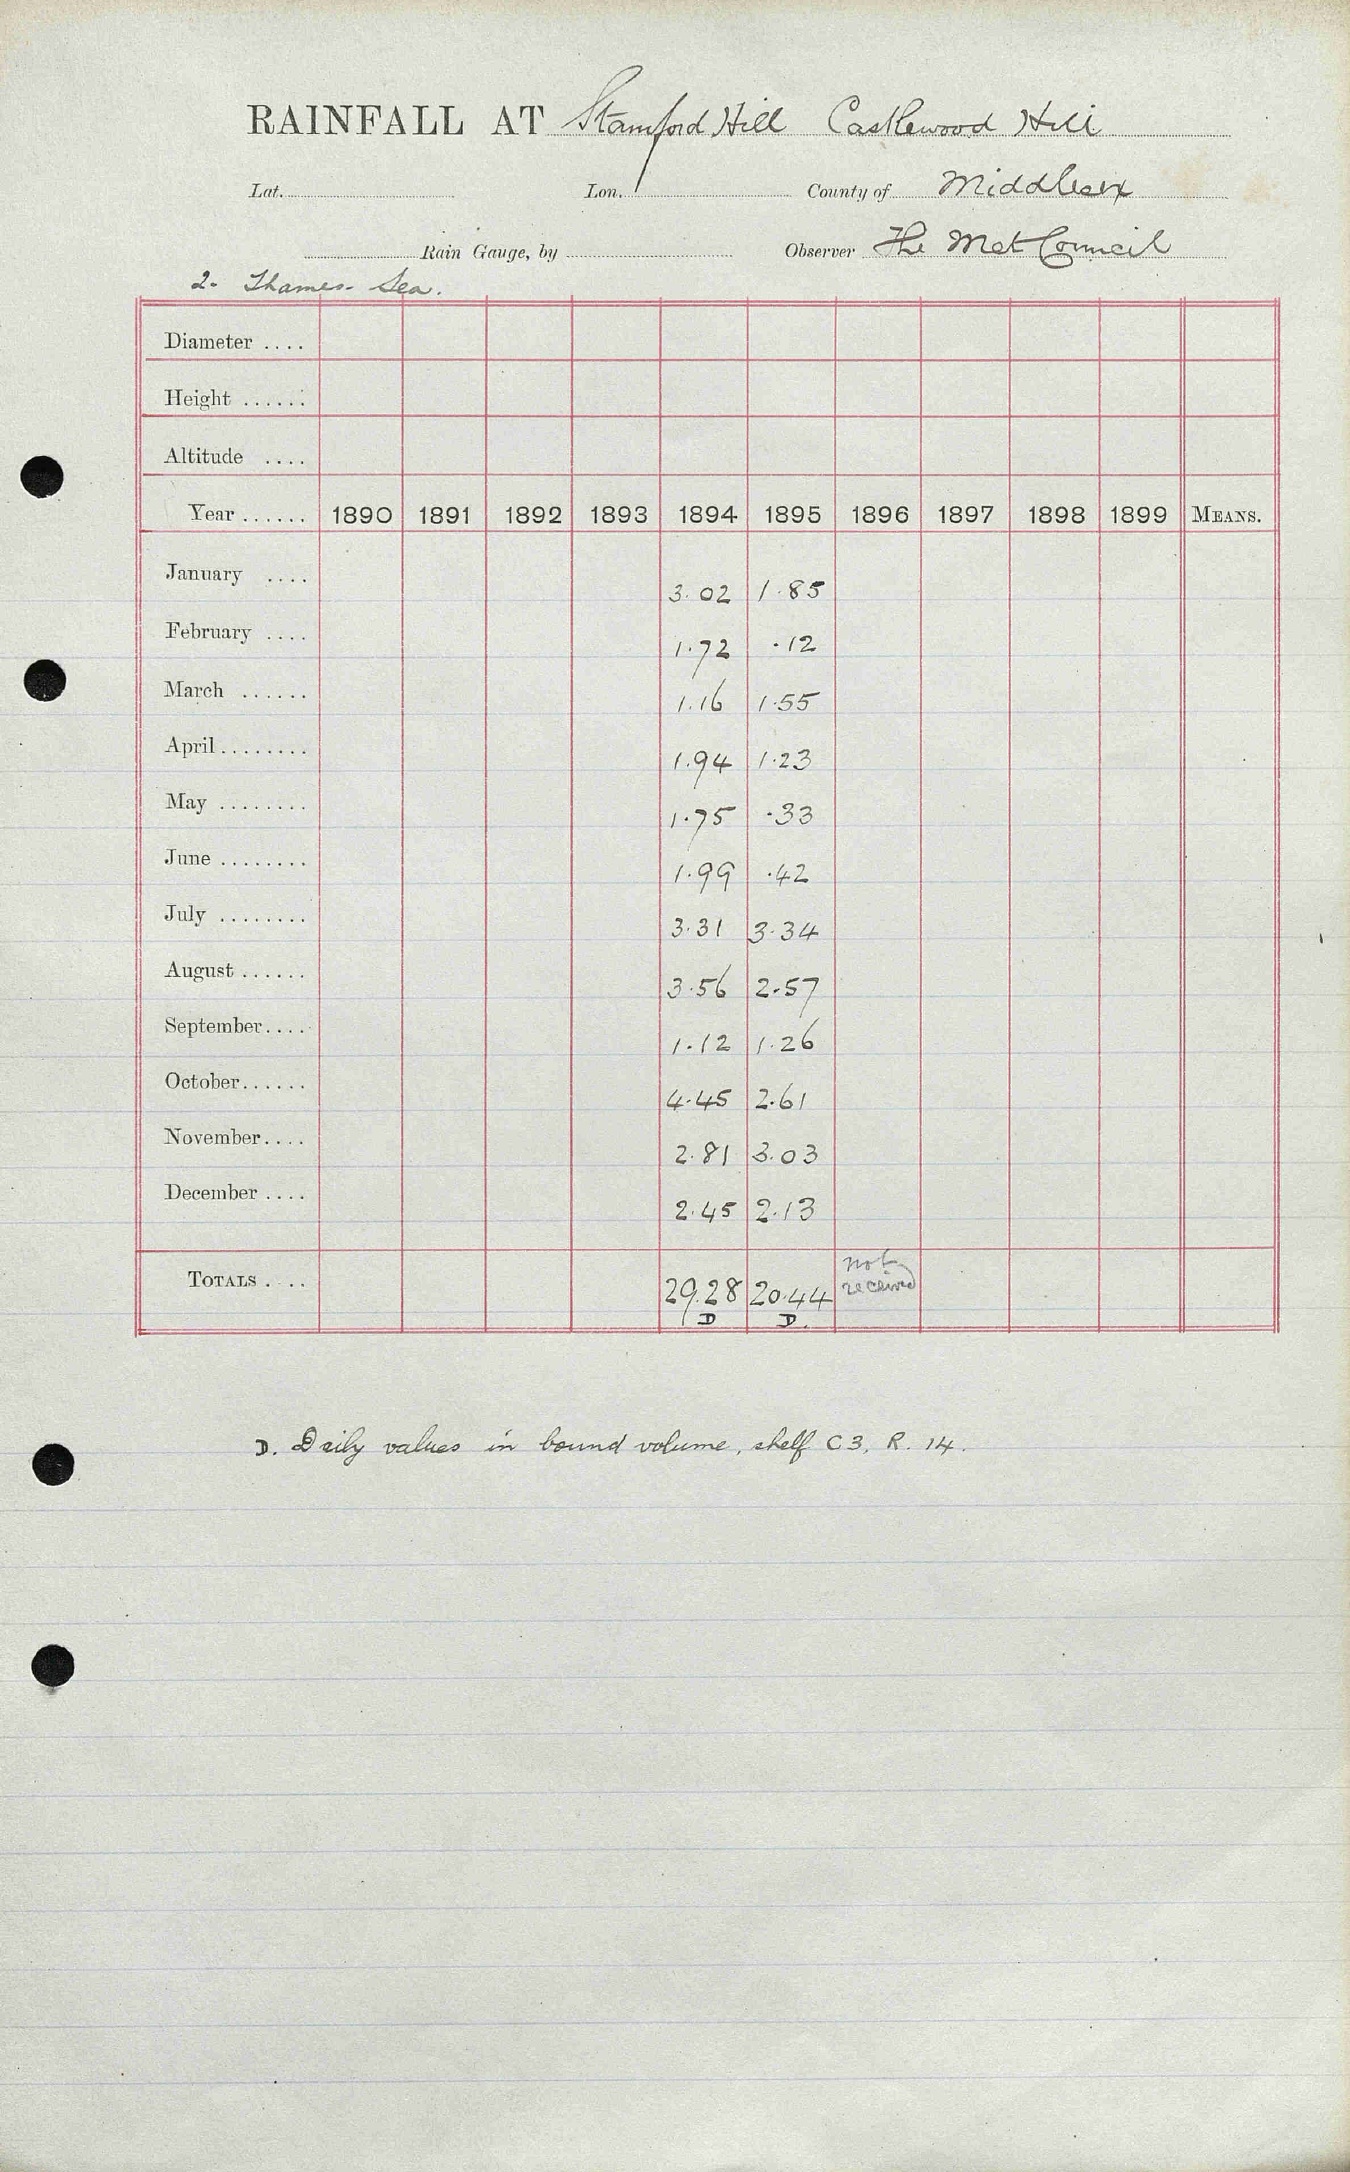 RAINFALL AT Stamford Hill Castlewood Hill
Lat. Lon. County of Middlesex
Rain Gauge, by Observer The Met Council
2. Thames - Sea.
Diameter ....
Height ......
Altitude ....
Year ...... 1890 1891 1892 1893 1894 1895 1896 1897 1898 1899 MEANS.
January .... 3.02 1.85
February .... 1.72 .12
March ...... 1.16 1.55
April ........ 1.94 1.23
May ........ 1.75 .33
June ........ 1.99 .42
July ........ 3.31 3.34
August ...... 3.56 2.57
September.... 1.12 1.26
October...... 4.45 2.61
November.... 2.81 3.03
December .... 2.45 2.13
TOTALS .... 29.28 20.44 not received
D D.
D. Daily values in bound volume, shelf C3, R. 14.